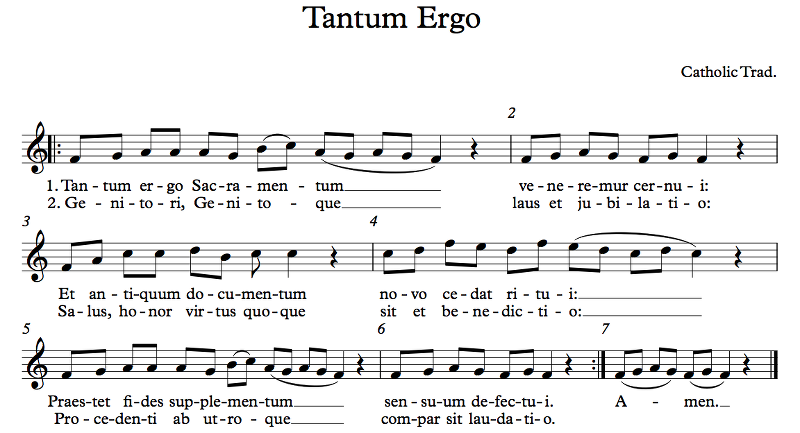 Tantum Ergo
Catholic Trad.
2
1. Tan - tum er - go Sac - ra - men - tum ve - ne - re - mur cer - nu - i:
2. Ge - ni - to - ri, Ge - ni - to - que laus et ju - bi - la - ti - o:
3 4
Et an - ti - quum do - cu - men - tum no - vo ce - dat ri - tu - i:
Sa - lus, ho - nor vir - tus quo - que sit et be - ne - dic - ti - o:
5 6 7
Praes - tet fi - des sup - ple - men - tum sen - su - um de - fec - tu - i. A - men.
Pro - ce - den - ti ab ut - ro - que com - par sit lau - da - ti - o.